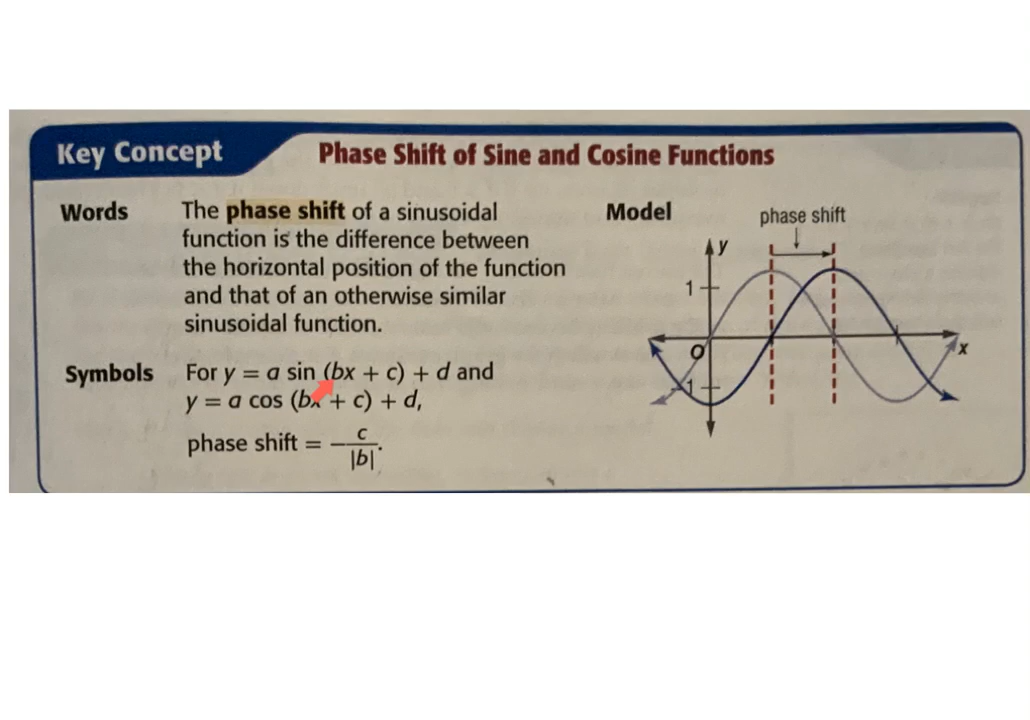 Key Concept
Phase Shift of Sine and Cosine Functions
Words
The phase shift of a sinusoidal
function is the difference between
the horizontal position of the function
and that of an otherwise similar
sinusoidal function.
Symbols
For y = a sin (bx + c) + d and
y = a cos (bx + c) + d,
phase shift = −c/|b|.
Model
phase shift
y
1
O
x
−1